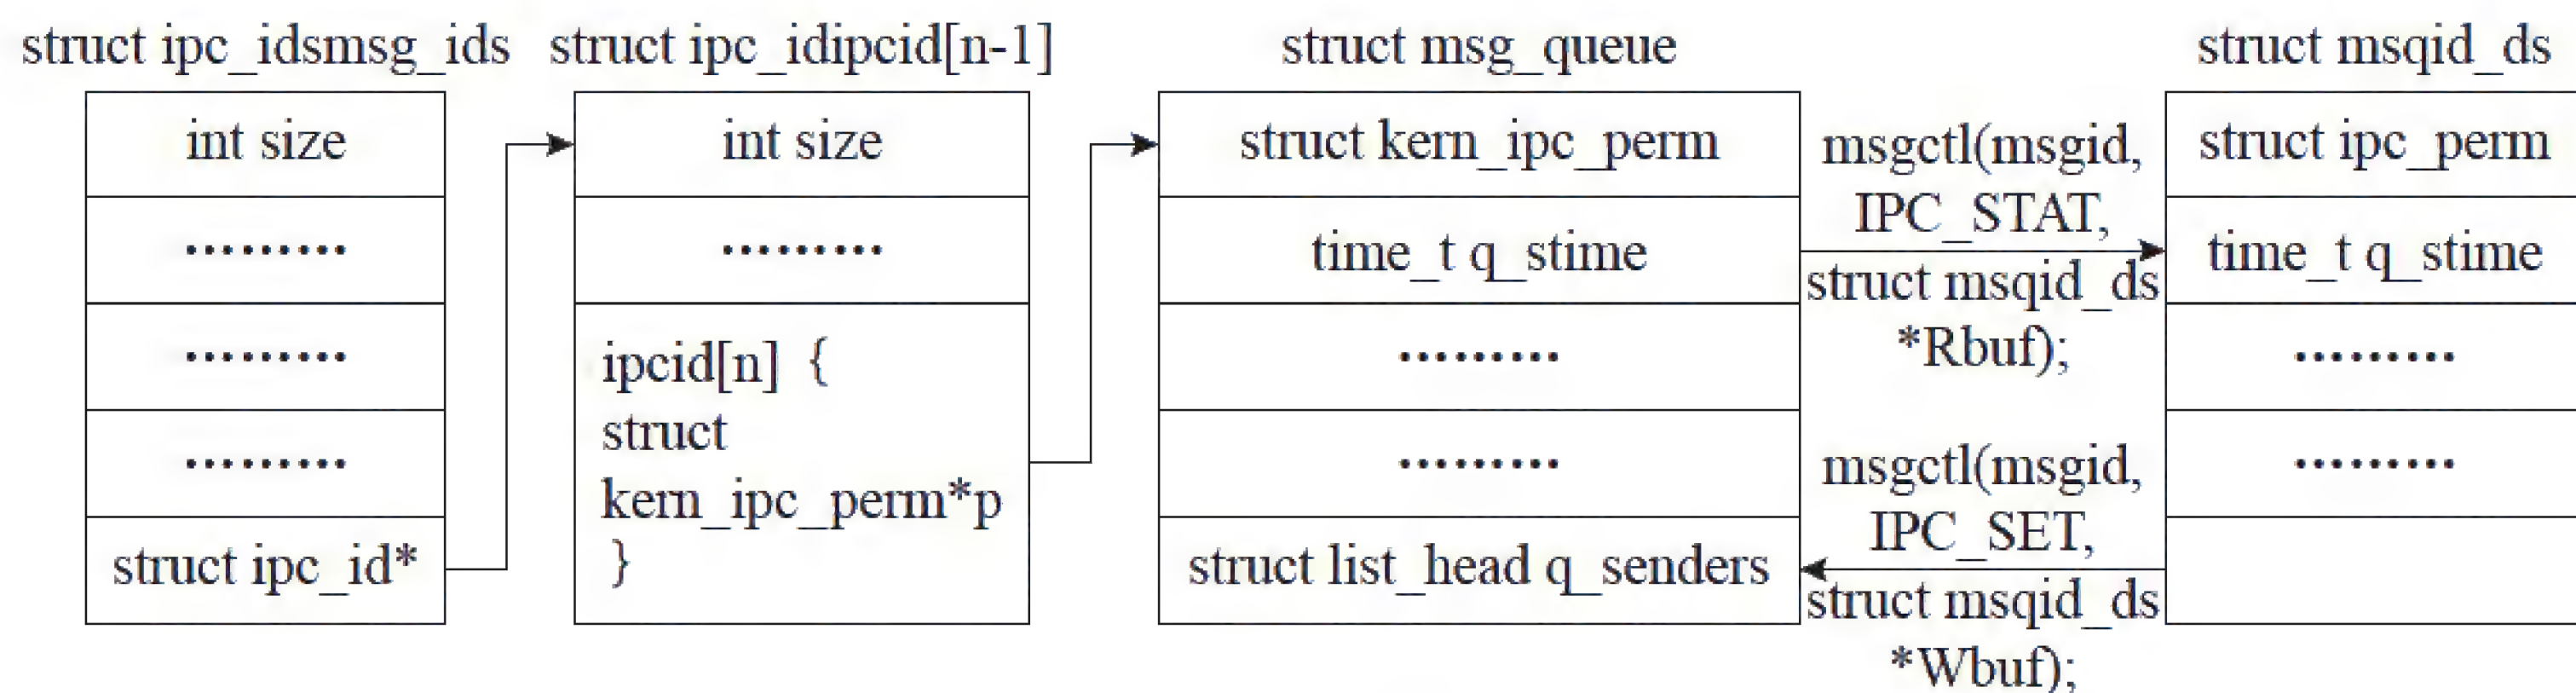 struct ipc_idsmsg_ids
int size
.........
.........
.........
struct ipc_id*
struct ipc_idipcid[n-1]
int size
.........
ipcid[n] {
struct
kern_ipc_perm*p
}
struct msg_queue
struct kern_ipc_perm
time_t q_stime
.........
.........
struct list_head q_senders
msgctl(msgid,
IPC_STAT,
struct msqid_ds
*Rbuf);
msgctl(msgid,
IPC_SET,
struct msqid_ds
*Wbuf);
struct msqid_ds
struct ipc_perm
time_t q_stime
.........
.........